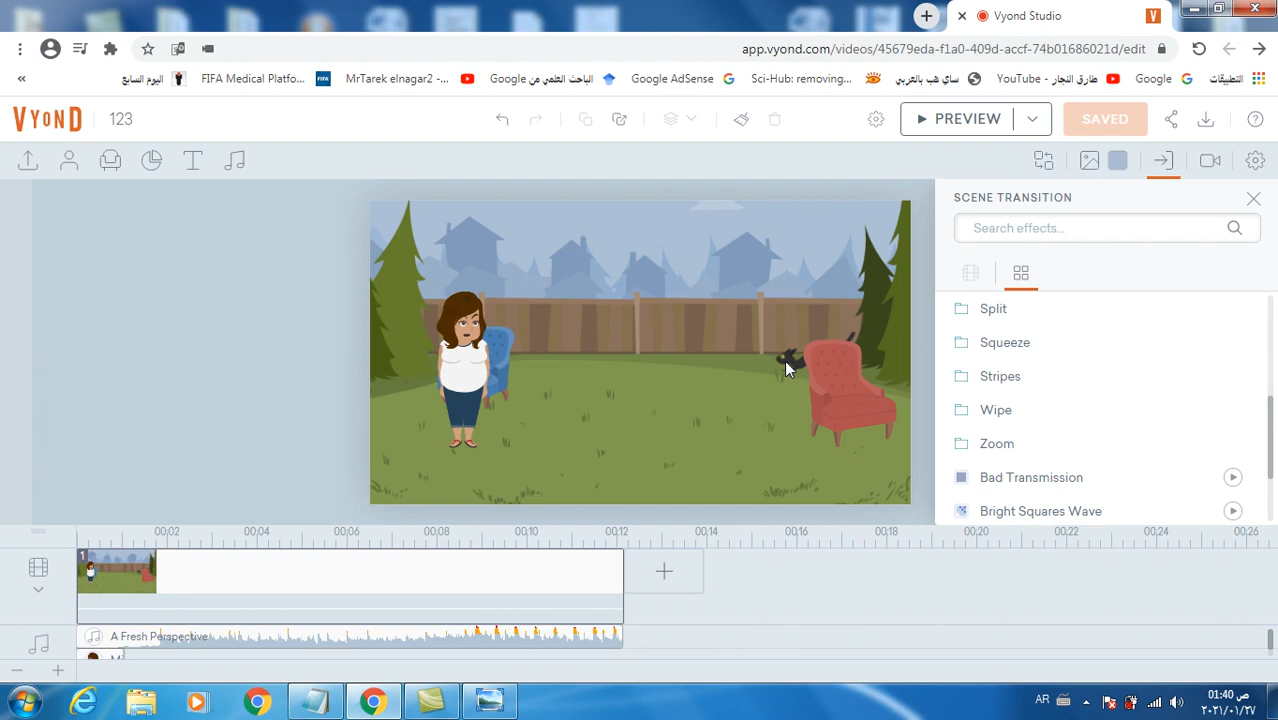 Vyond Studio
app.vyond.com/videos/45679eda-f1a0-409d-accf-74b01686021d/edit
« اليوم السابع FIFA Medical Platfo... FIFA MrTarek elnagar2 - ... الباحث العلمي من Google Google AdSense Sci-Hub: removing... ساي هب بالعربي YouTube - طارق النجار Google التطبيقات
VYOND 123 PREVIEW SAVED
SCENE TRANSITION
Search effects...
Split
Squeeze
Stripes
Wipe
Zoom
Bad Transmission
Bright Squares Wave
00:02 00:04 00:06 00:08 00:10 00:12 00:14 00:16 00:18 00:20 00:22 00:24 00:26
1
A Fresh Perspective
AR
01:40 ص
٢٠٢١/٠١/٢٧